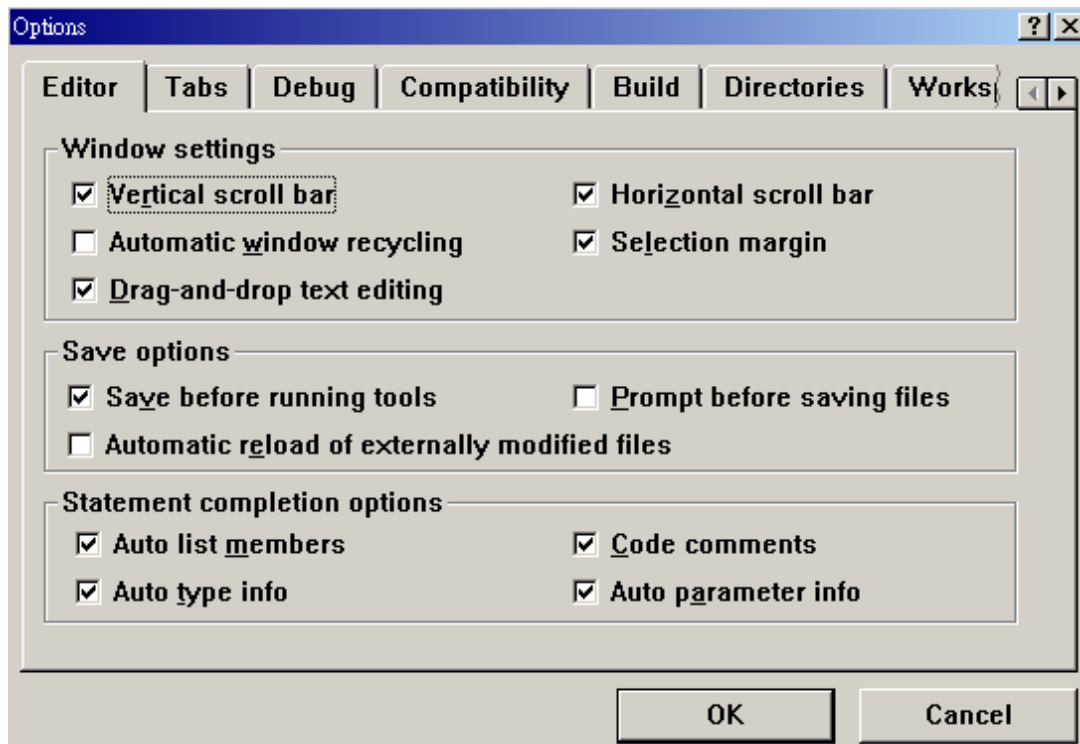 Options
Editor Tabs Debug Compatibility Build Directories Works
Window settings
Vertical scroll bar Horizontal scroll bar
Automatic window recycling Selection margin
Drag-and-drop text editing
Save options
Save before running tools Prompt before saving files
Automatic reload of externally modified files
Statement completion options
Auto list members Code comments
Auto type info Auto parameter info
OK Cancel